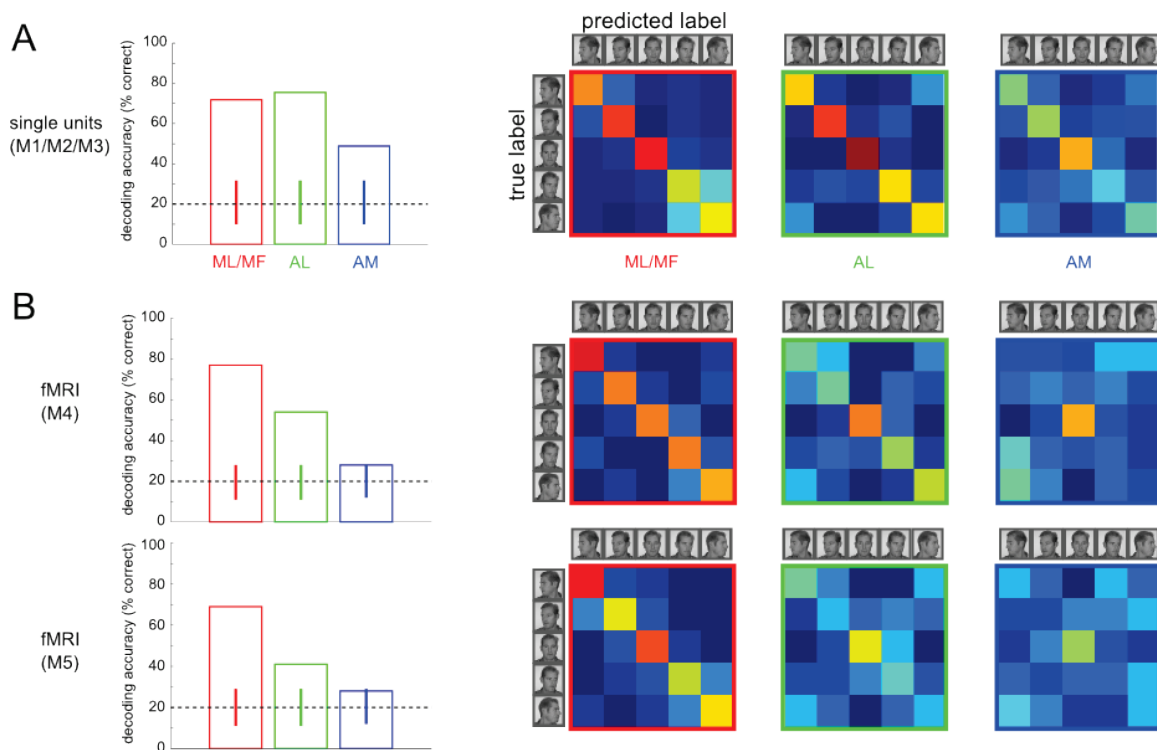 A
single units
(M1/M2/M3)
decoding accuracy (% correct)
100
80
60
40
20
0
ML/MF
AL
AM
predicted label
true label
ML/MF
AL
AM
B
fMRI
(M4)
decoding accuracy (% correct)
100
80
60
40
20
0
fMRI
(M5)
decoding accuracy (% correct)
100
80
60
40
20
0